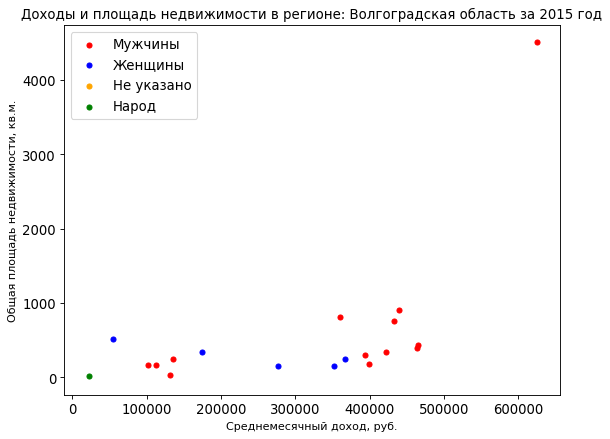 Доходы и площадь недвижимости в регионе: Волгоградская область за 2015 год
Мужчины
Женщины
Не указано
Народ
Общая площадь недвижимости, кв.м.
4000
3000
2000
1000
0
0 100000 200000 300000 400000 500000 600000
Среднемесячный доход, руб.